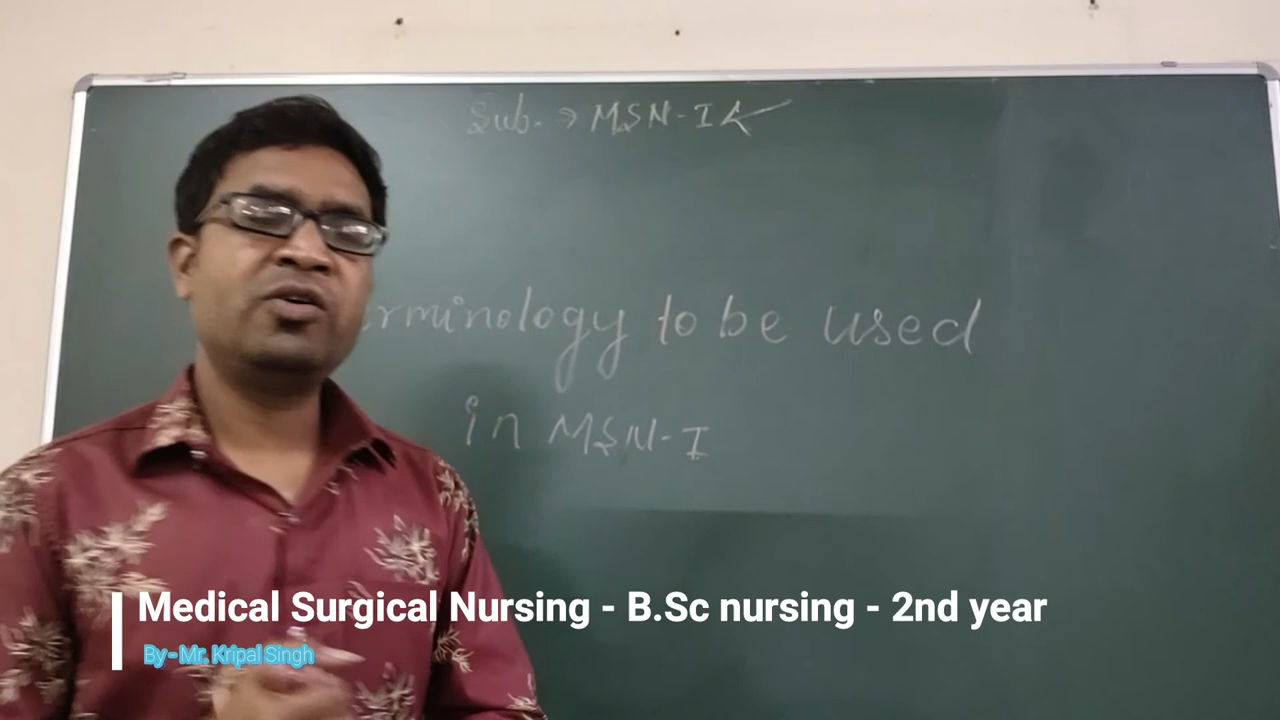 Sub. → MSN-I
erminology to be used
in MSN-I
Medical Surgical Nursing - B.Sc nursing - 2nd year
By - Mr. Kripal Singh